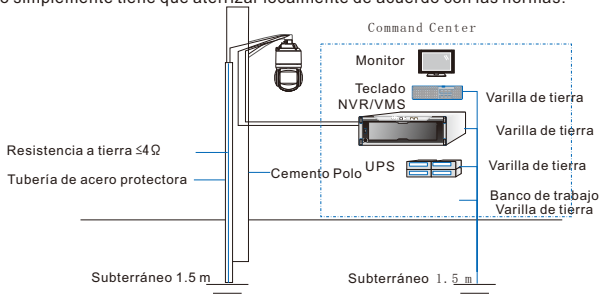 o simplemente tiene que aterrizar localmente de acuerdo con las normas.
Command Center
Monitor
Teclado
NVR/VMS
Varilla de tierra
Varilla de tierra
Resistencia a tierra ≤4Ω
Tubería de acero protectora
Cemento Polo
UPS
Varilla de tierra
Banco de trabajo
Varilla de tierra
Subterráneo 1.5 m
Subterráneo 1.5 m